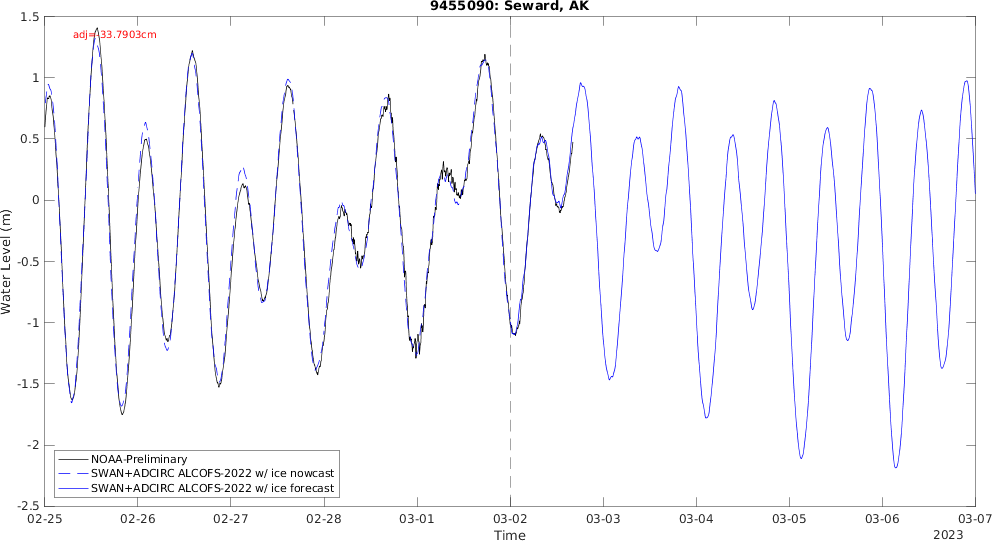 9455090: Seward, AK
1.5
adj=-33.7903cm
1
0.5
0
-0.5
-1
-1.5
-2
-2.5
Water Level (m)
NOAA-Preliminary
SWAN+ADCIRC ALCOFS-2022 w/ ice nowcast
SWAN+ADCIRC ALCOFS-2022 w/ ice forecast
02-25 02-26 02-27 02-28 03-01 03-02 03-03 03-04 03-05 03-06 03-07
Time
2023